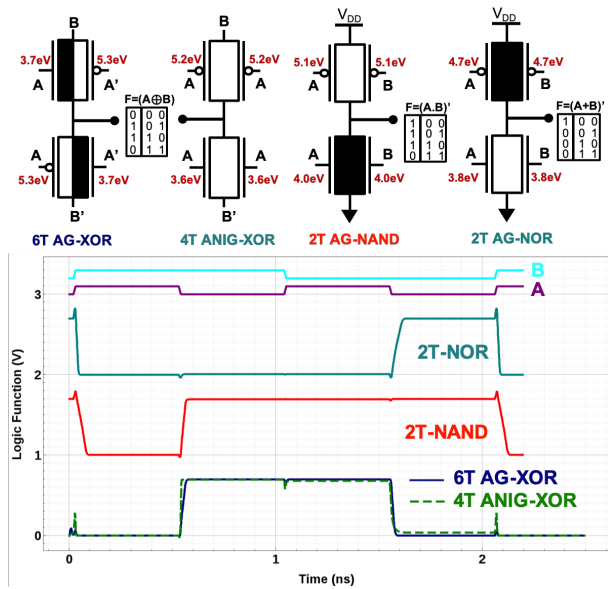 B
B
V_DD
V_DD
3.7eV
5.3eV
A
A’
F=(A⊕B)
0 0 0
1 0 1
1 1 0
0 1 1
A
A’
5.3eV
3.7eV
B’
6T AG-XOR
5.2eV
5.2eV
A
A
A
A
3.6eV
3.6eV
B’
4T ANIG-XOR
5.1eV
5.1eV
A
B
F=(A.B)’
1 0 0
1 0 1
1 1 0
0 1 1
A
B
4.0eV
4.0eV
2T AG-NAND
4.7eV
4.7eV
A
B
F=(A+B)’
1 0 0
0 0 1
0 1 0
0 1 1
A
B
3.8eV
3.8eV
2T AG-NOR
B
A
2T-NOR
2T-NAND
6T AG-XOR
4T ANIG-XOR
Logic Function (V)
3
2
1
0
0
1
2
Time (ns)